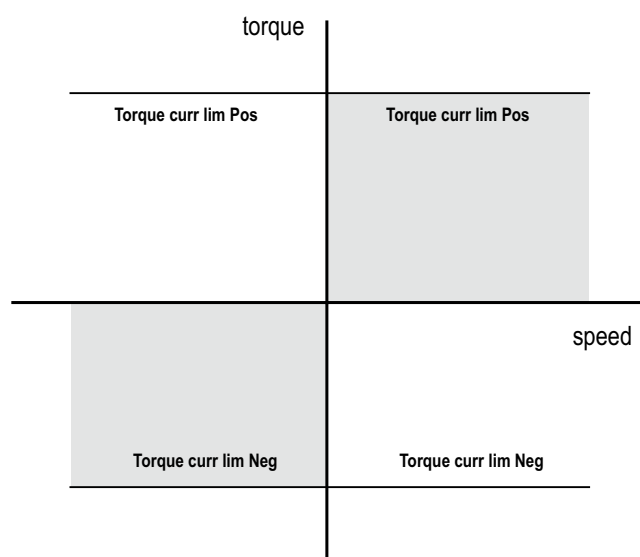 torque
Torque curr lim Pos
Torque curr lim Pos
speed
Torque curr lim Neg
Torque curr lim Neg